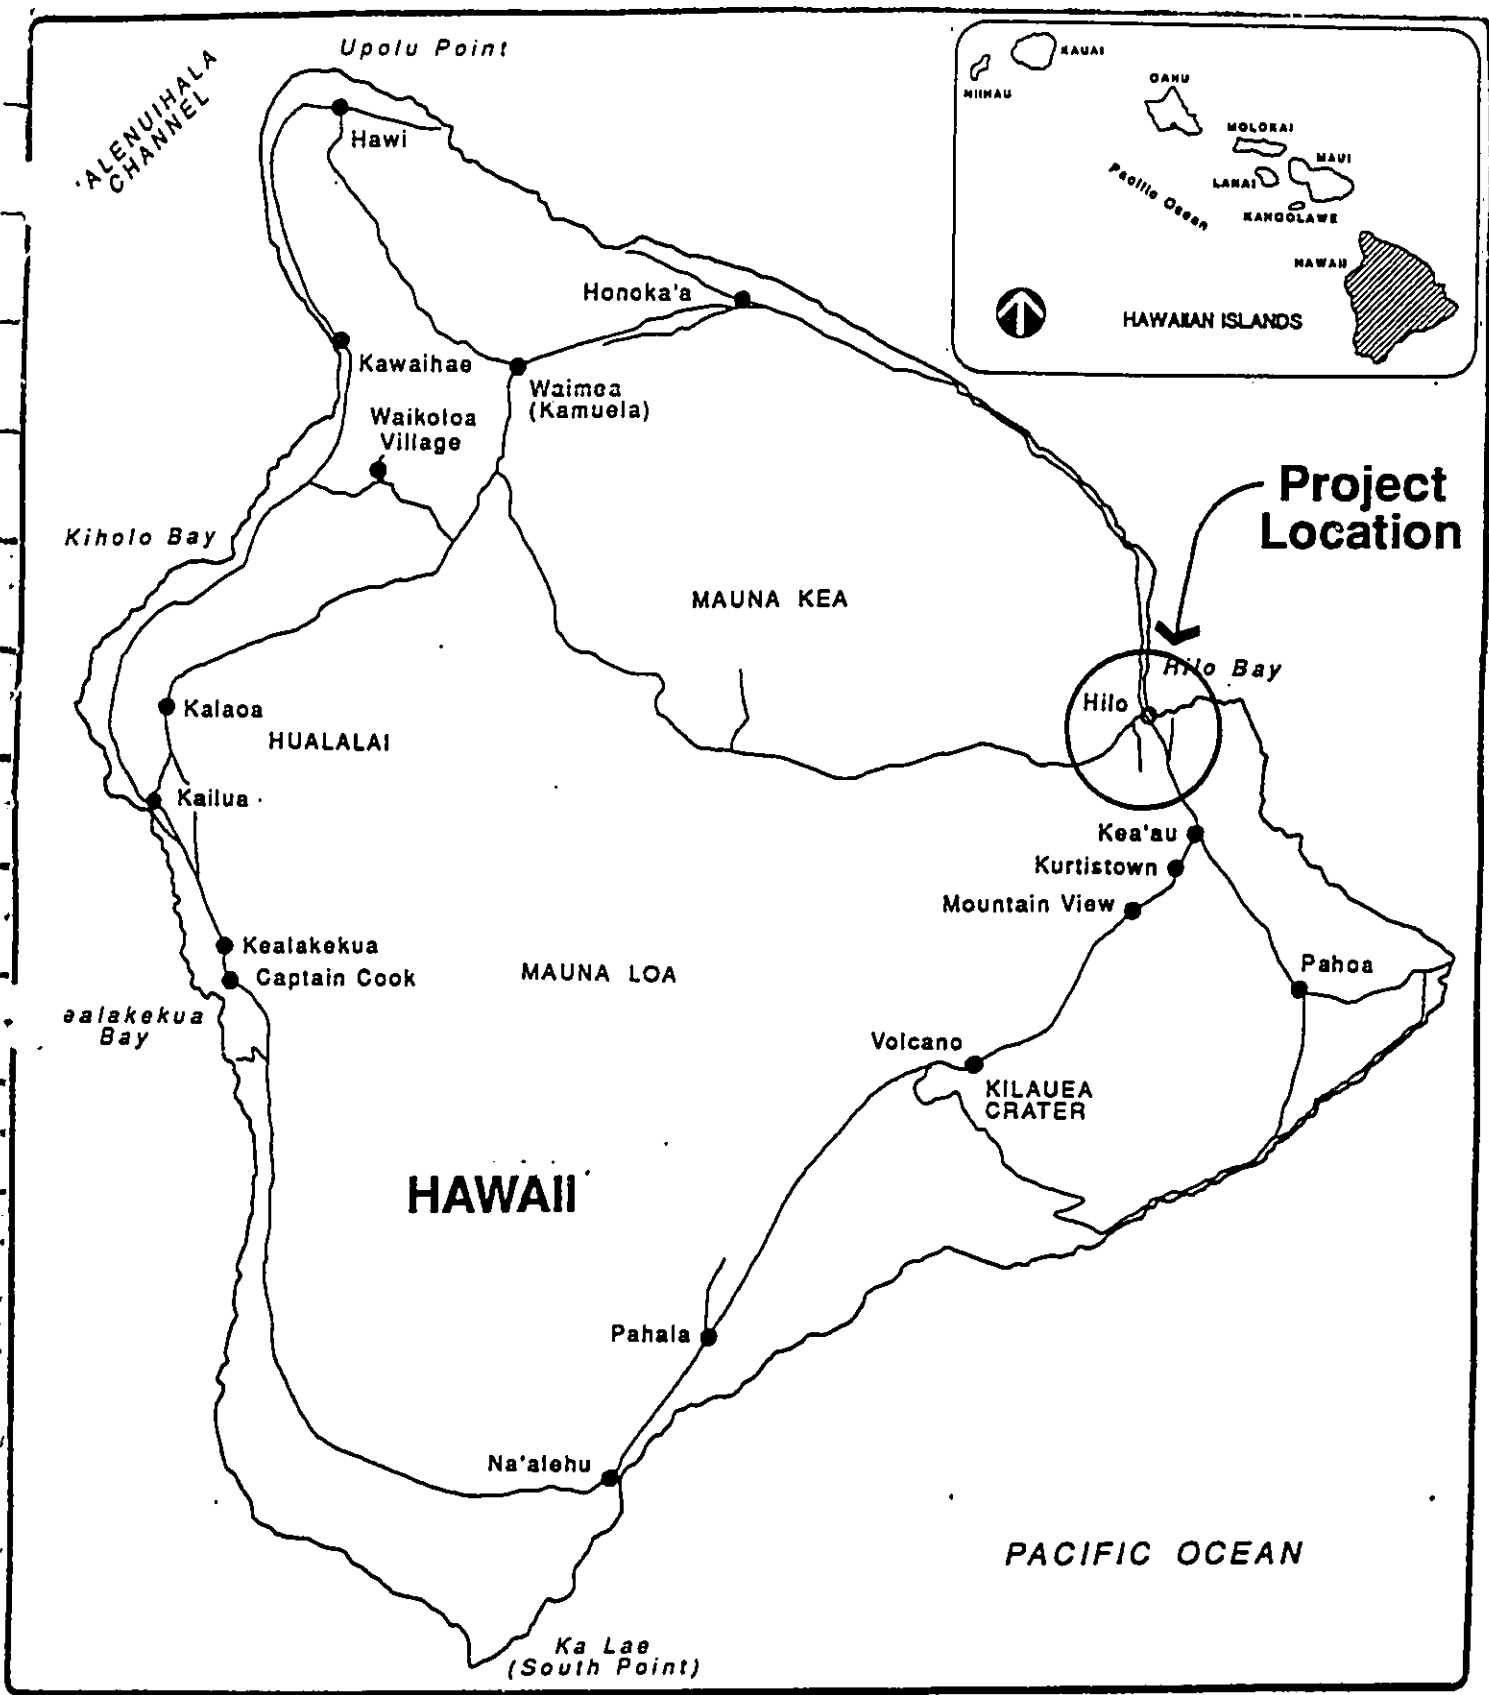 Upolu Point
'ALENUIHALA
CHANNEL
Hawi
Honoka'a
Kawaihae
Waimea
(Kamuela)
Waikoloa
Village
Kiholo Bay
MAUNA KEA
Project
Location
Hilo Bay
Hilo
Kalaoa
HUALALAI
Kailua
Kea'au
Kurtistown
Mountain View
Kealakekua
Captain Cook
MAUNA LOA
Pahoa
ealakekua
Bay
Volcano
KILAUEA
CRATER
HAWAII
Pahala
Na'alehu
PACIFIC OCEAN
Ka Lae
(South Point)
KAUAI
NIIHAU
OAHU
MOLOKAI
MAUI
LANAI
KAHOOLAWE
Pacific Ocean
HAWAII
HAWAIIAN ISLANDS